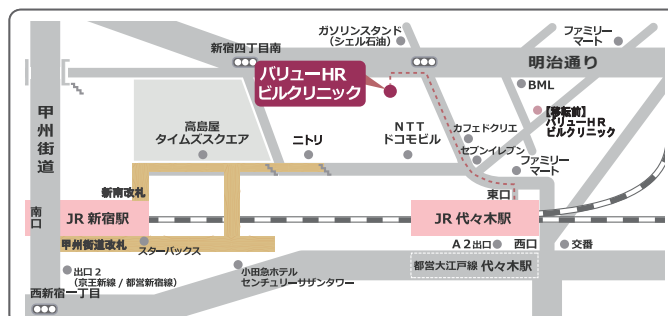 ガソリンスタンド
(シェル石油)
ファミリー
マート
新宿四丁目南
明治通り
バリューHR
ビルクリニック
BML
【移転前】
バリューHR
ビルクリニック
甲州街道
高島屋
タイムズスクエア
ニトリ
NTT
ドコモビル
カフェドクリエ
セブンイレブン
ファミリー
マート
新南改札
東口
南口
JR 新宿駅
JR 代々木駅
甲州街道改札
スターバックス
A2出口
西口
交番
出口2
(京王新線 / 都営新宿線)
小田急ホテル
センチュリーサザンタワー
都営大江戸線 代々木駅
西新宿一丁目